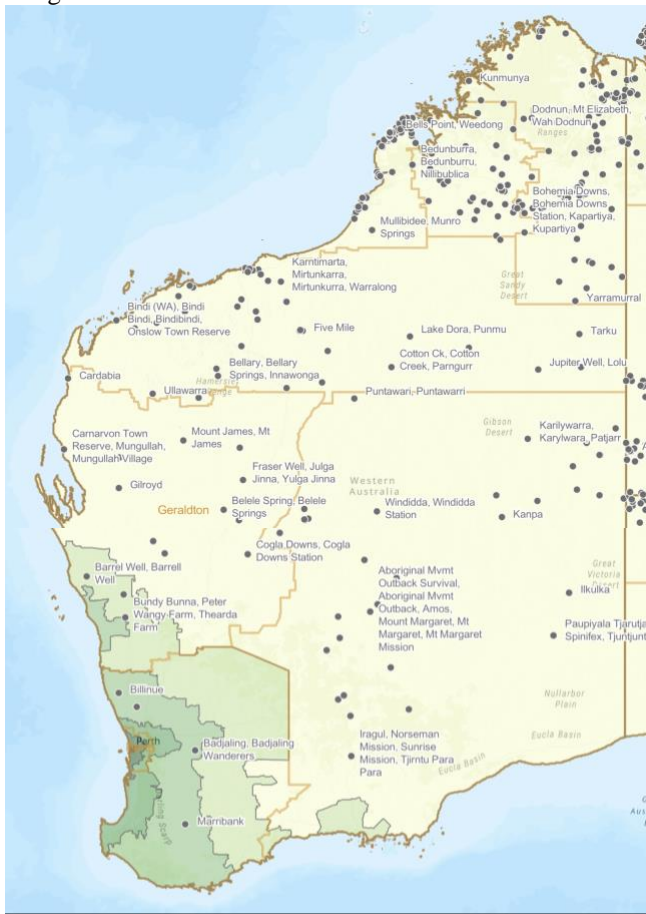 Kunmunya
Dodnun, Mt Elizabeth,
Wah Dodnun
Ranges
Bells Point, Weedong
Bedunburra,
Bedunburru,
Nillibublica
Bohemia Downs,
Bohemia Downs
Station, Kapartiya,
Kupartiya
Mullibidee, Munro
Springs
Karntimarta,
Mirtunkarra,
Mirtunkurra, Warralong
Great
Sandy
Desert
Yarramurral
Bindi (WA), Bindi
Bindi, Bindibindi,
Onslow Town Reserve
Five Mile
Lake Dora, Punmu
Tarku
Cotton Ck, Cotton
Creek, Parngurr
Jupiter Well, Lolu
Bellary, Bellary
Springs, Innawonga
Cardabia
Ullawarra
Puntawari, Puntawarri
Gibson
Desert
Karilywarra,
Karylwara, Patjarr
Carnarvon Town
Reserve, Mungullah,
Mungullah Village
Mount James, Mt
James
Fraser Well, Julga
Jinna, Yulga Jinna
Western
Australia
Gilroyd
Geraldton
Belele Spring, Belele
Springs
Windidda, Windidda
Station
Kanpa
Cogla Downs, Cogla
Downs Station
Barrel Well, Barrell
Well
Great
Victoria
Desert
Aboriginal Mvmt
Outback Survival,
Aboriginal Mvmt
Outback, Amos,
Mount Margaret, Mt
Margaret, Mt Margaret
Mission
Ilkulka
Bundy Bunna, Peter
Wangy Farm, Thearda
Farm
Paupiyala Tjarutja
Spinifex, Tjuntjunt
Billinue
Nullarbor
Plain
Perth
Badjaling, Badjaling
Wanderers
Iragul, Norseman
Mission, Sunrise
Mission, Tjirntu Para
Para
Eucla Basin
Eucla Basin
Marribank